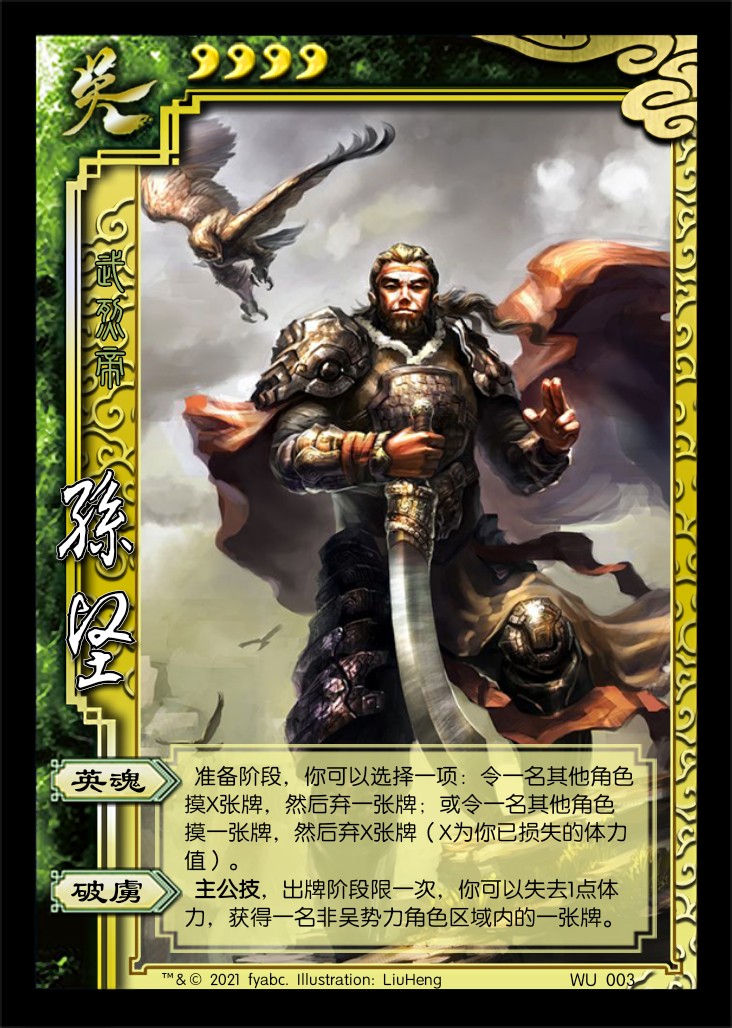 吴
武烈帝
孫堅
英魂
准备阶段，你可以选择一项：令一名其他角色
摸X张牌，然后弃一张牌；或令一名其他角色
摸一张牌，然后弃X张牌（X为你已损失的体力
值）。
破虏
主公技，出牌阶段限一次，你可以失去1点体
力，获得一名非吴势力角色区域内的一张牌。
™&© 2021 fyabc. Illustration: LiuHeng
WU 003